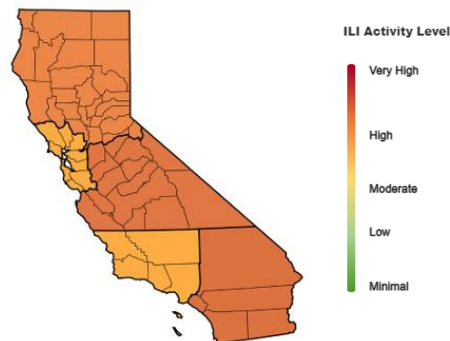 ILI Activity Level
Very High
High
Moderate
Low
Minimal